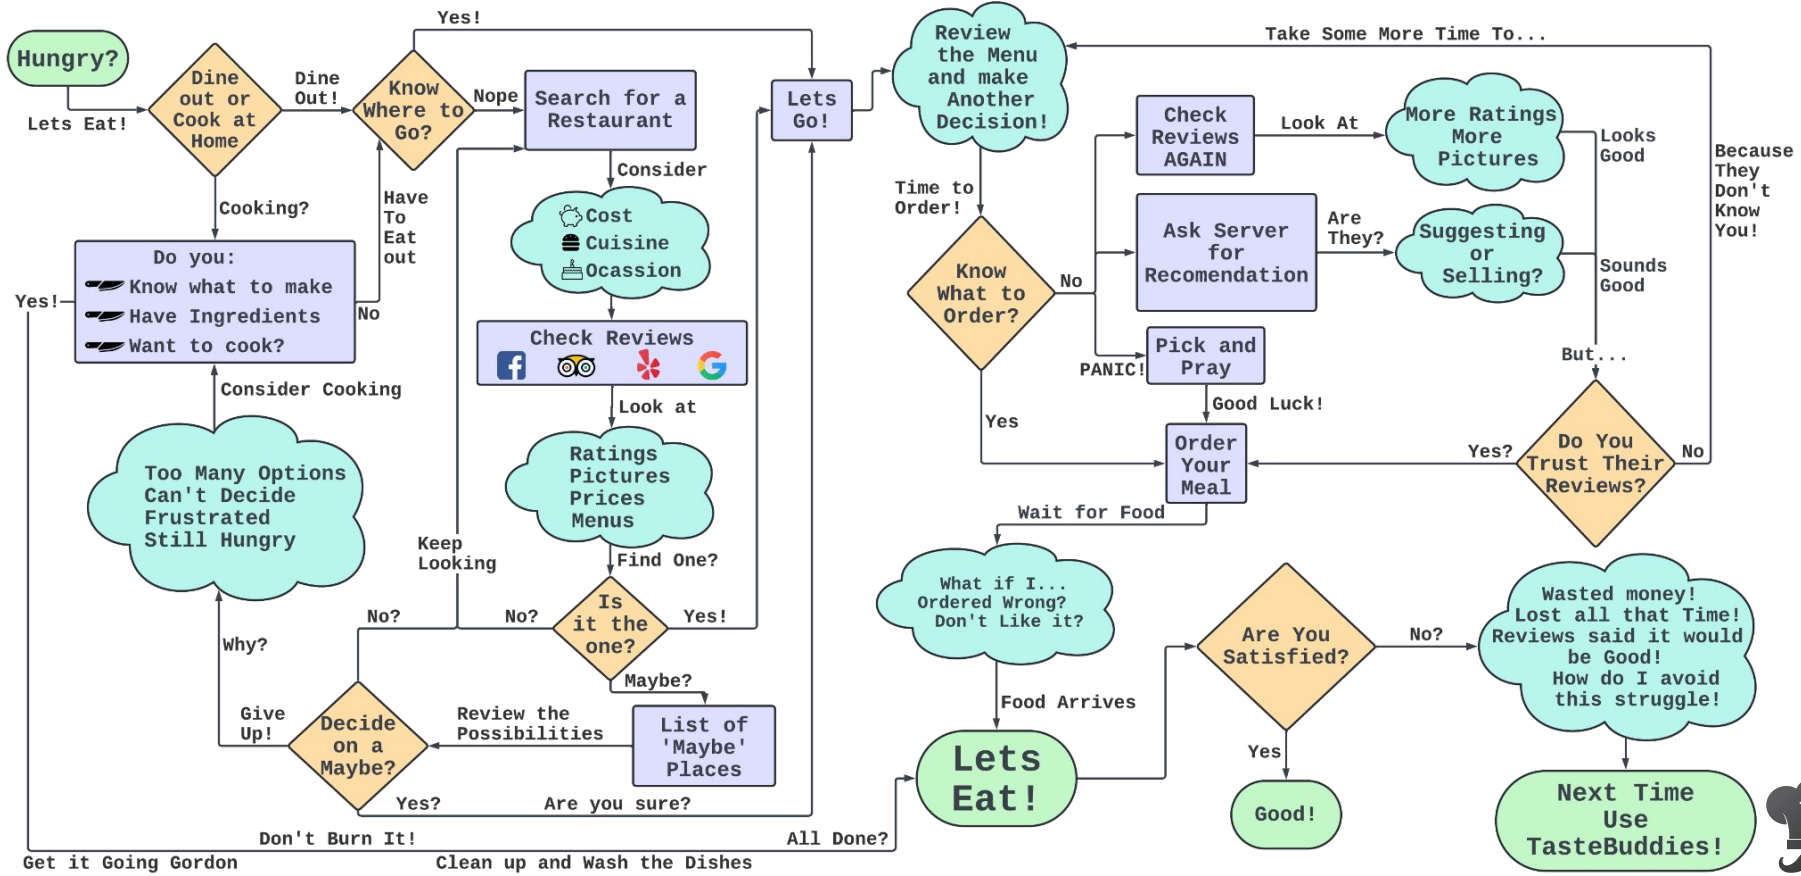 Hungry?
Lets Eat!
Dine
out or
Cook at
Home
Dine
Out!
Cooking?
Know
Where to
Go?
Yes!
Nope
Search for a
Restaurant
Consider
Cost
Cuisine
Ocassion
Check Reviews
Look at
Ratings
Pictures
Prices
Menus
Find One?
Is
it the
one?
Yes!
No?
Keep
Looking
Maybe?
List of
'Maybe'
Places
Review the
Possibilities
Decide
on a
Maybe?
No?
Yes?
Are you sure?
Give
Up!
Why?
Too Many Options
Can't Decide
Frustrated
Still Hungry
Consider Cooking
Do you:
Know what to make
Have Ingredients
Want to cook?
No
Have
To
Eat
out
Yes!
Get it Going Gordon
Don't Burn It!
Clean up and Wash the Dishes
All Done?
Lets
Go!
Review
the Menu
and make
Another
Decision!
Time to
Order!
Know
What to
Order?
Yes
No
Check
Reviews
AGAIN
Look At
More Ratings
More
Pictures
Looks
Good
Ask Server
for
Recomendation
Are
They?
Suggesting
or
Selling?
Sounds
Good
PANIC!
Pick and
Pray
Good Luck!
But...
Do You
Trust Their
Reviews?
Yes?
No
Because
They
Don't
Know
You!
Take Some More Time To...
Order
Your
Meal
Wait for Food
What if I...
Ordered Wrong?
Don't Like it?
Food Arrives
Lets
Eat!
Are You
Satisfied?
Yes
Good!
No?
Wasted money!
Lost all that Time!
Reviews said it would
be Good!
How do I avoid
this struggle!
Next Time
Use
TasteBuddies!